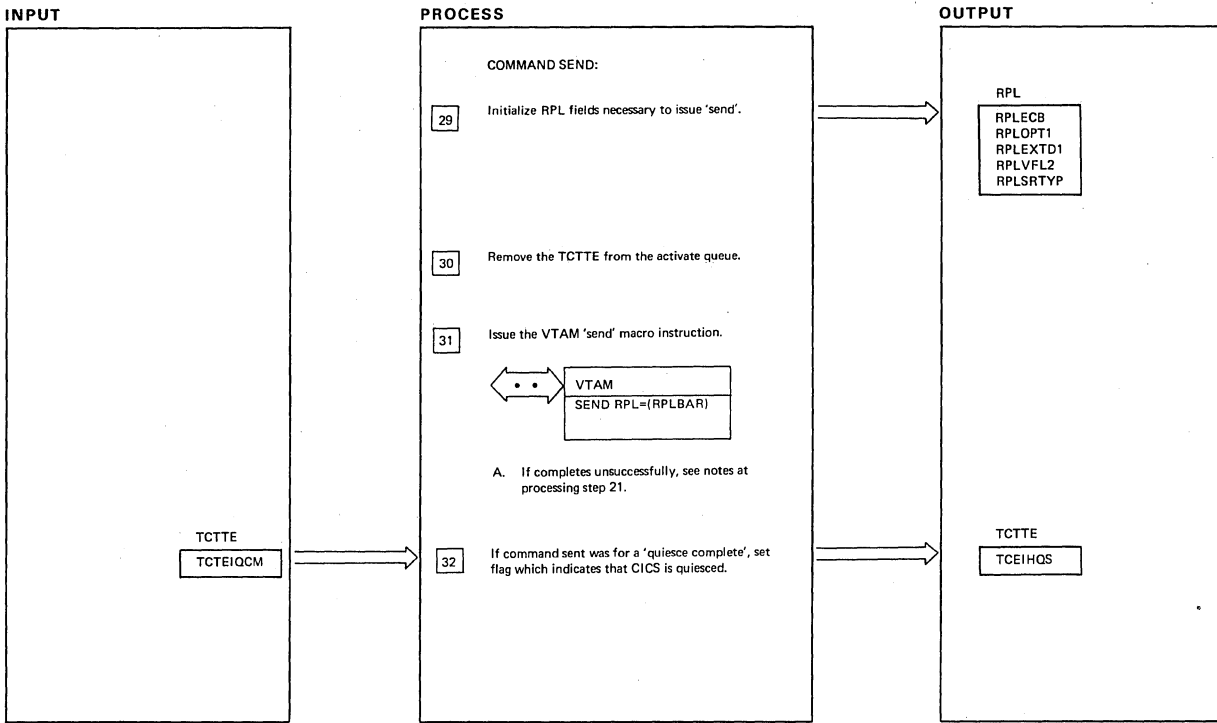 INPUT
PROCESS
OUTPUT
COMMAND SEND:
29
Initialize RPL fields necessary to issue 'send'.
RPL
RPLECB
RPLOPT1
RPLEXTD1
RPLVFL2
RPLSRTYP
30
Remove the TCTTE from the activate queue.
31
Issue the VTAM 'send' macro instruction.
VTAM
SEND RPL=(RPLBAR)
A. If completes unsuccessfully, see notes at
processing step 21.
TCTTE
TCTEIQCM
32
If command sent was for a 'quiesce complete', set
flag which indicates that CICS is quiesced.
TCTTE
TCEIHQS